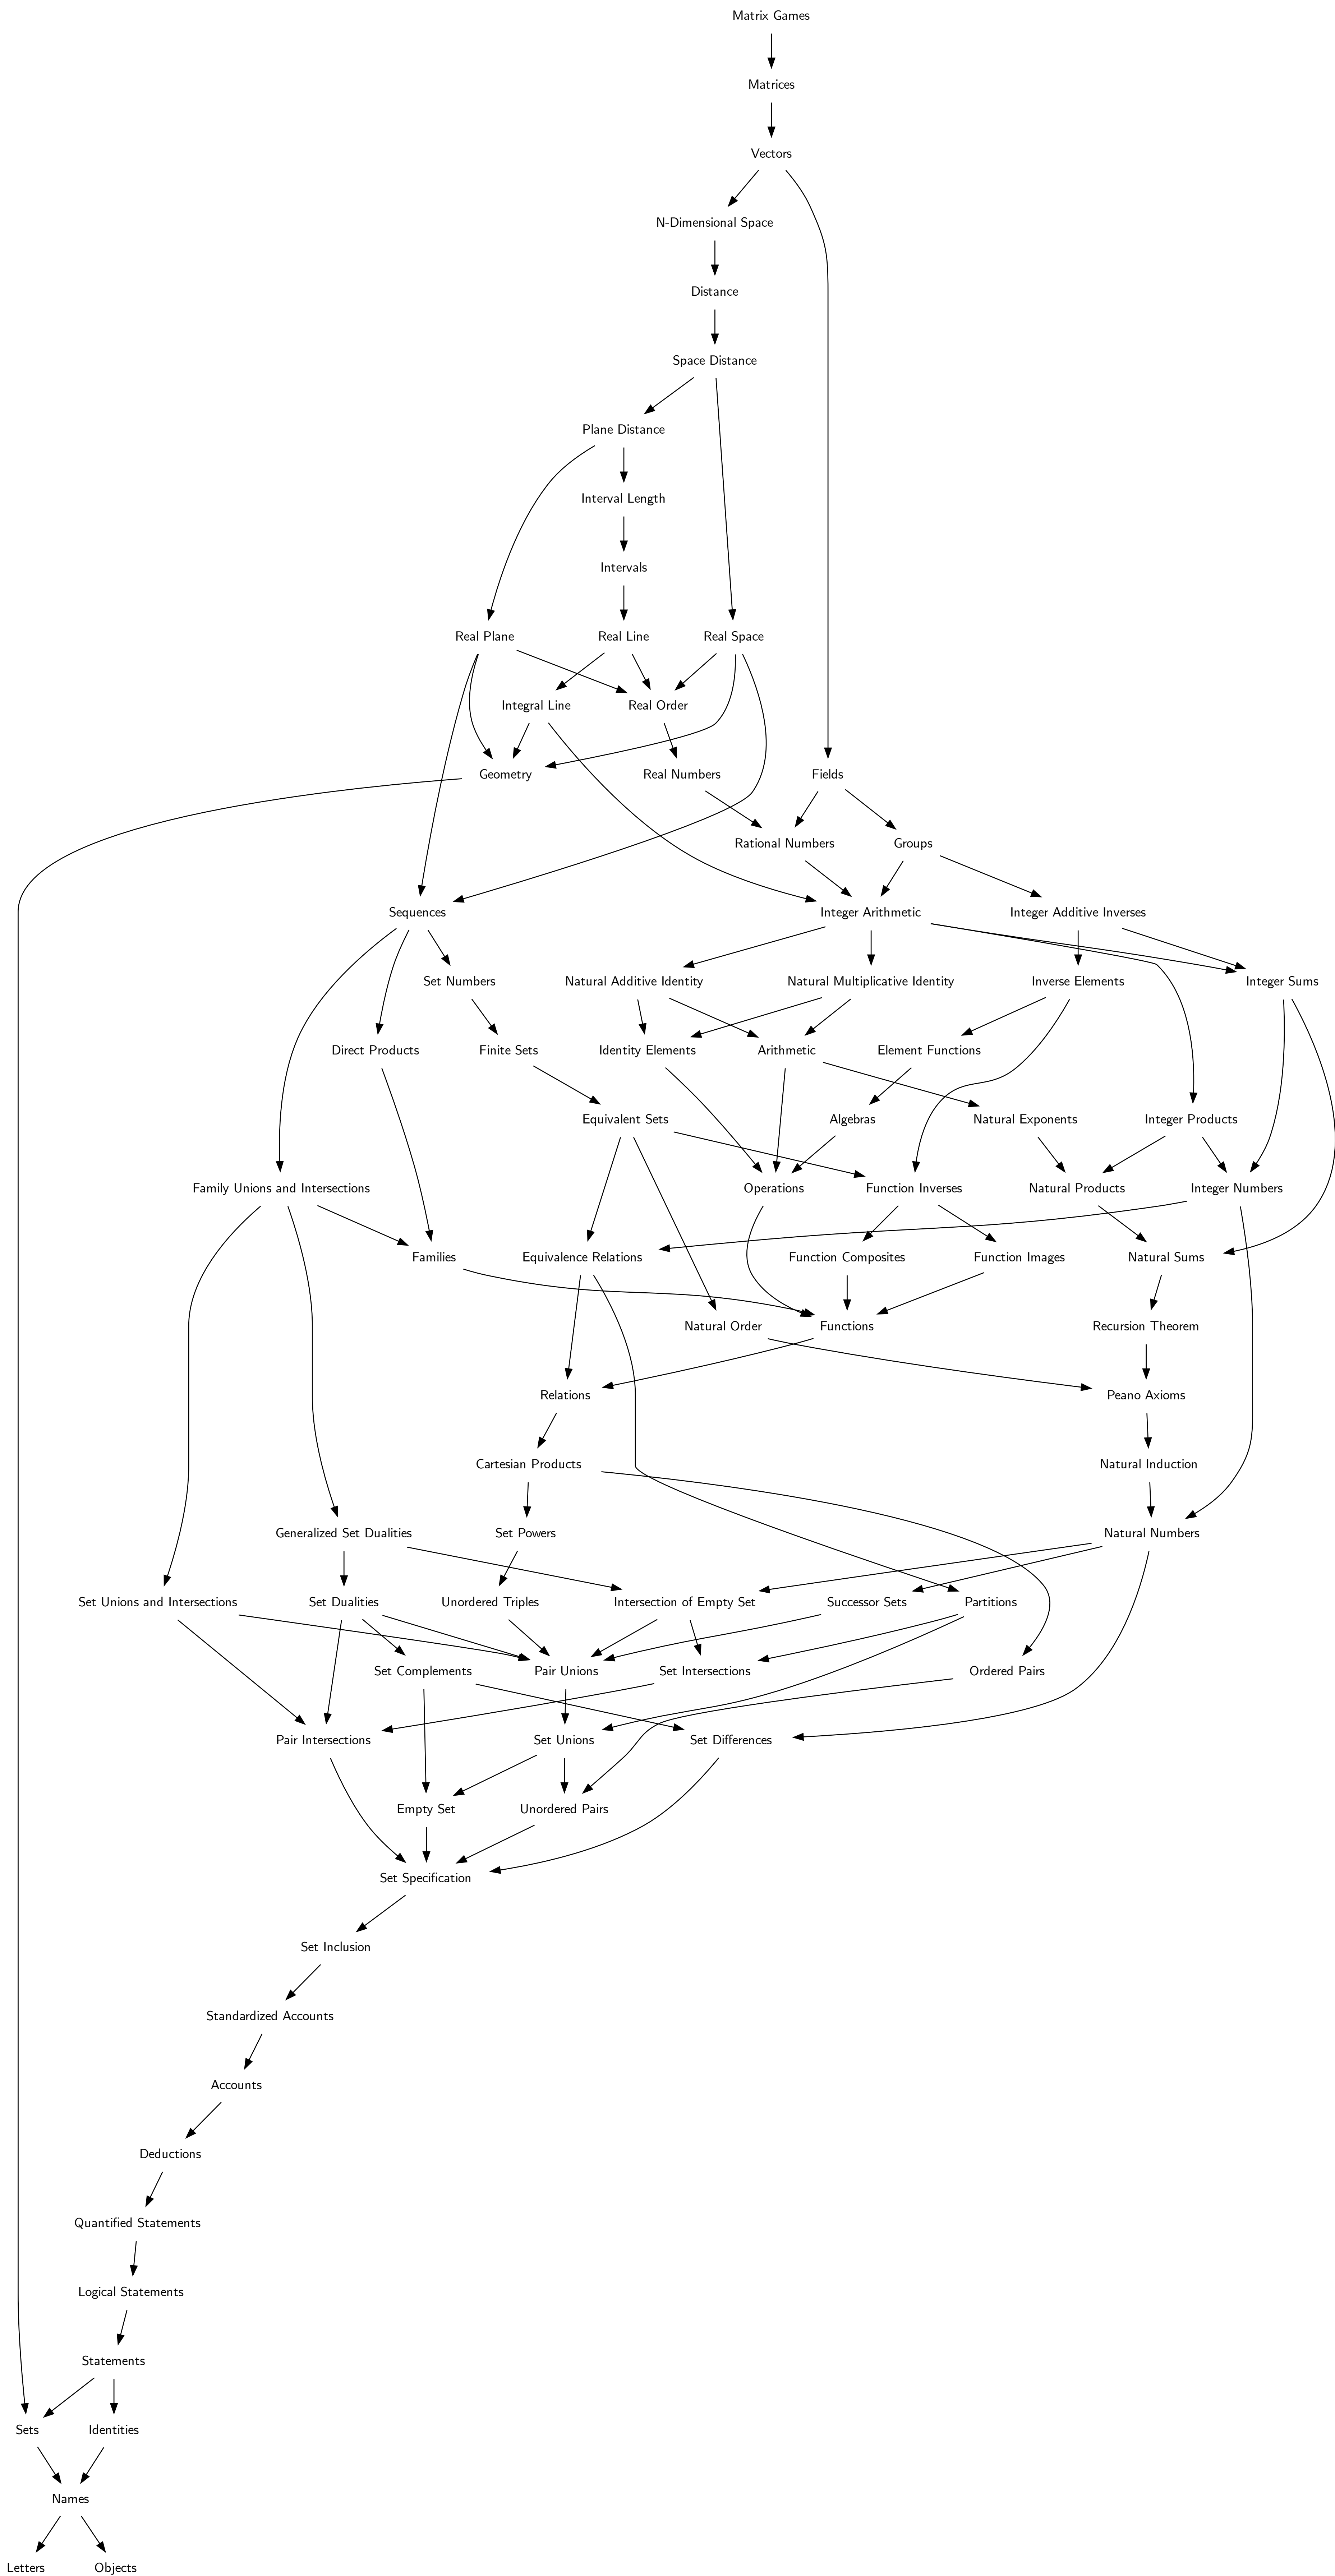 Matrix Games
Matrices
Vectors
N-Dimensional Space
Distance
Space Distance
Plane Distance
Interval Length
Intervals
Real Plane
Real Line
Real Space
Integral Line
Real Order
Geometry
Real Numbers
Fields
Rational Numbers
Groups
Sequences
Integer Arithmetic
Integer Additive Inverses
Set Numbers
Natural Additive Identity
Natural Multiplicative Identity
Inverse Elements
Integer Sums
Direct Products
Finite Sets
Identity Elements
Arithmetic
Element Functions
Equivalent Sets
Algebras
Natural Exponents
Integer Products
Family Unions and Intersections
Operations
Function Inverses
Natural Products
Integer Numbers
Families
Equivalence Relations
Function Composites
Function Images
Natural Sums
Natural Order
Functions
Recursion Theorem
Relations
Peano Axioms
Cartesian Products
Natural Induction
Generalized Set Dualities
Set Powers
Natural Numbers
Set Unions and Intersections
Set Dualities
Unordered Triples
Intersection of Empty Set
Successor Sets
Partitions
Set Complements
Pair Unions
Set Intersections
Ordered Pairs
Pair Intersections
Set Unions
Set Differences
Empty Set
Unordered Pairs
Set Specification
Set Inclusion
Standardized Accounts
Accounts
Deductions
Quantified Statements
Logical Statements
Statements
Sets
Identities
Names
Letters
Objects